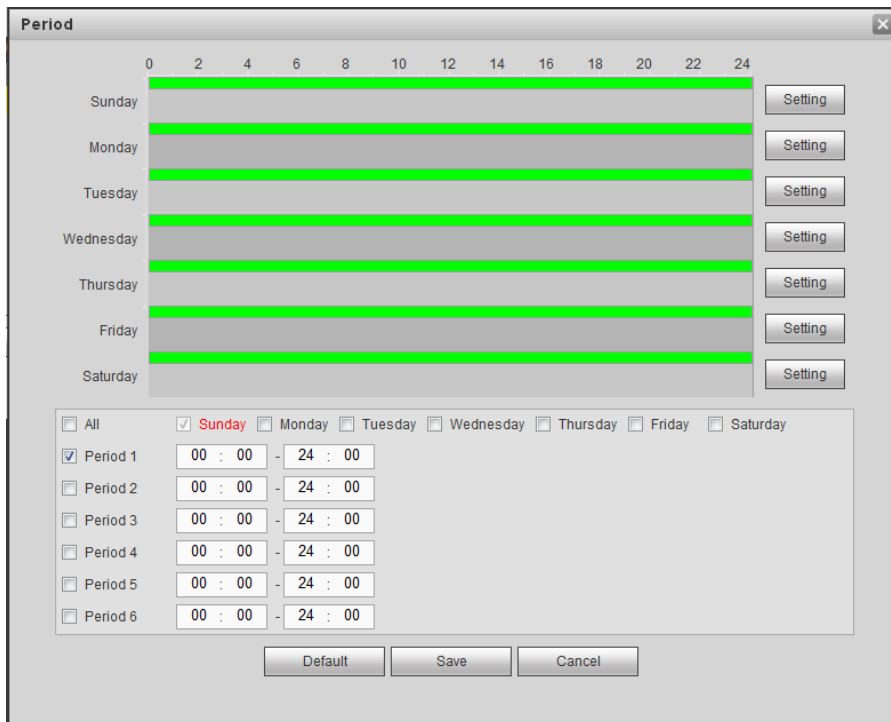 Period
0 2 4 6 8 10 12 14 16 18 20 22 24
Sunday Setting
Monday Setting
Tuesday Setting
Wednesday Setting
Thursday Setting
Friday Setting
Saturday Setting
All Sunday Monday Tuesday Wednesday Thursday Friday Saturday
Period 1 00 : 00 - 24 : 00
Period 2 00 : 00 - 24 : 00
Period 3 00 : 00 - 24 : 00
Period 4 00 : 00 - 24 : 00
Period 5 00 : 00 - 24 : 00
Period 6 00 : 00 - 24 : 00
Default Save Cancel